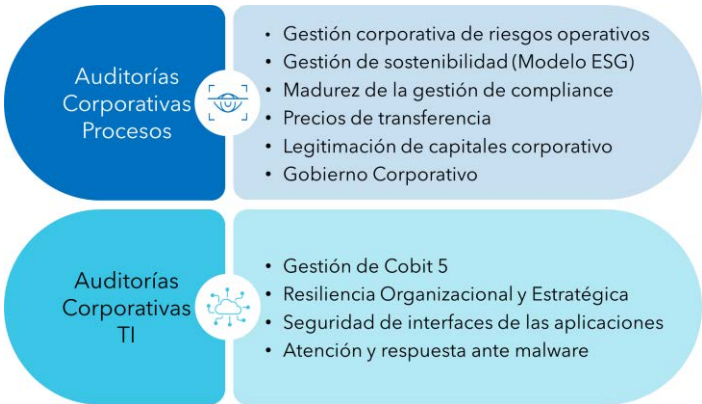 Auditorías
Corporativas
Procesos
• Gestión corporativa de riesgos operativos
• Gestión de sostenibilidad (Modelo ESG)
• Madurez de la gestión de compliance
• Precios de transferencia
• Legitimación de capitales corporativo
• Gobierno Corporativo
Auditorías
Corporativas
TI
• Gestión de Cobit 5
• Resiliencia Organizacional y Estratégica
• Seguridad de interfaces de las aplicaciones
• Atención y respuesta ante malware